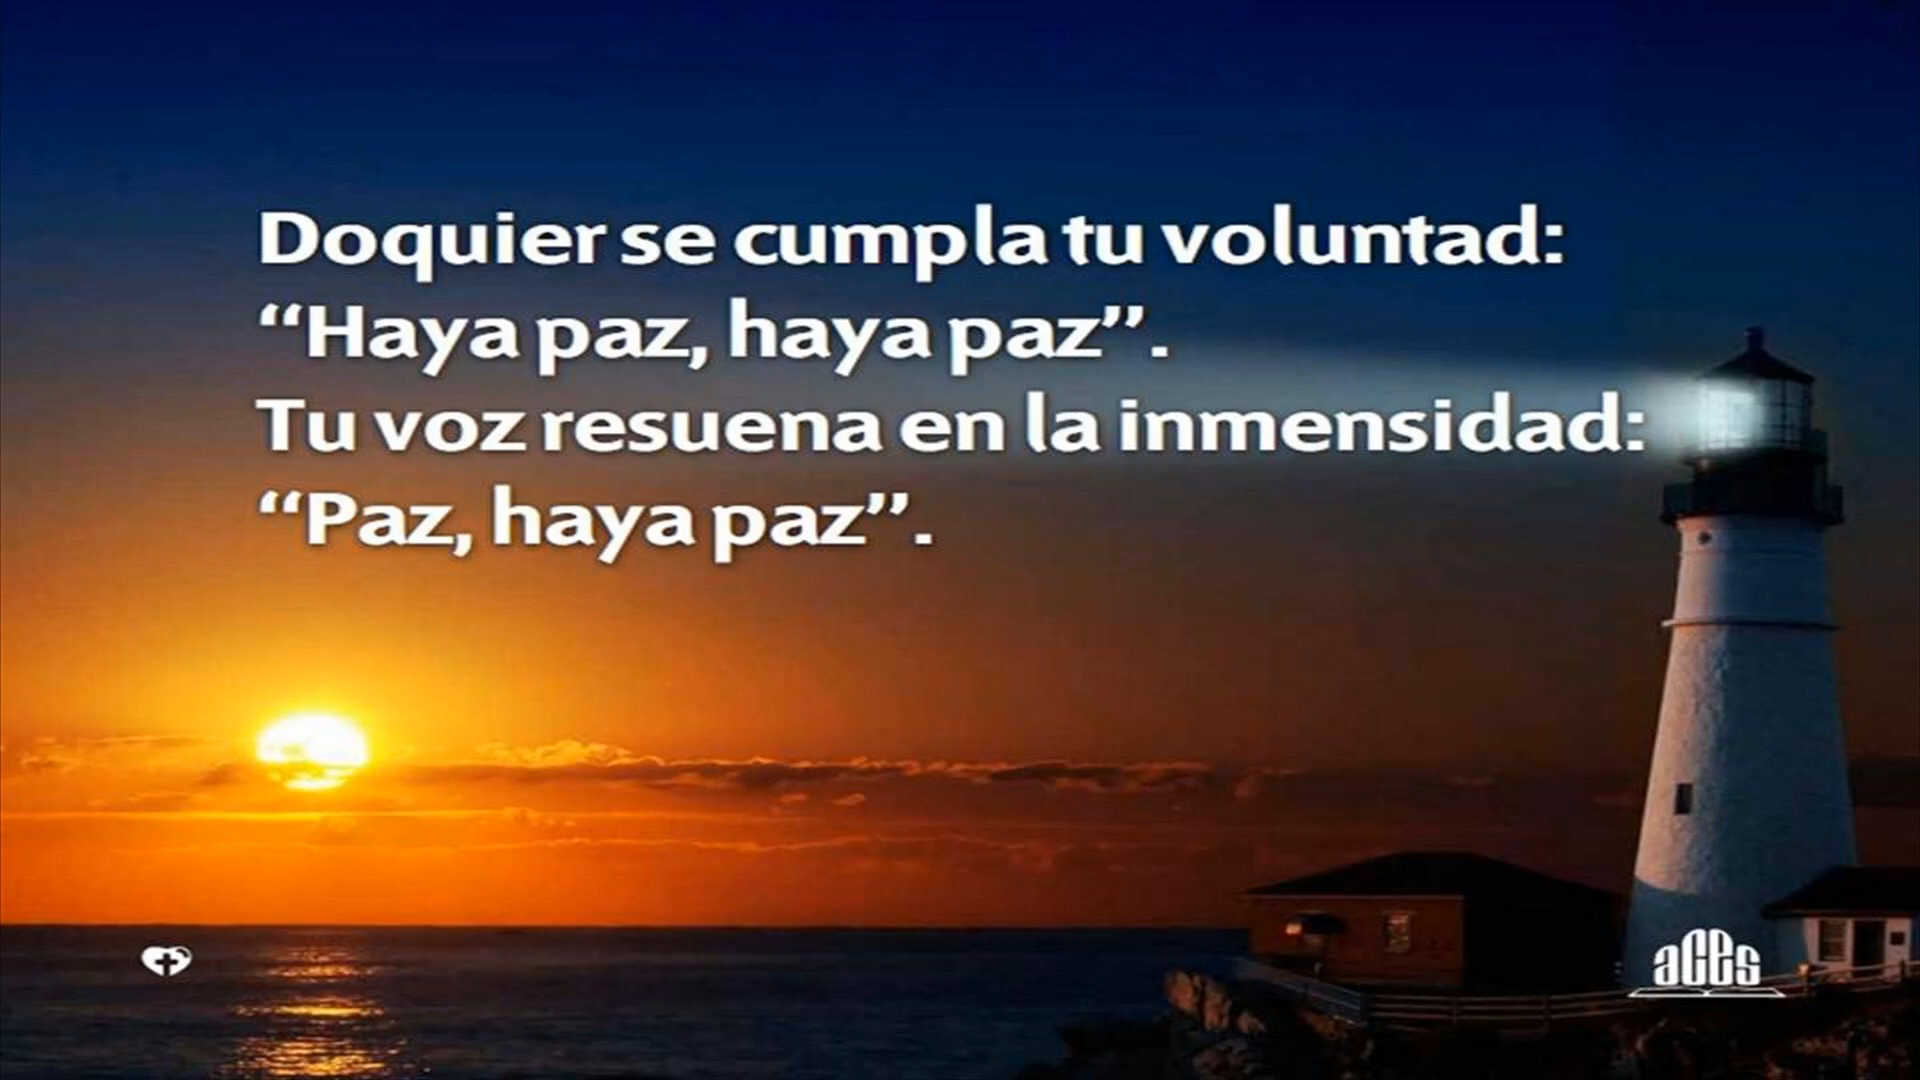 Doquier se cumpla tu voluntad:
“Haya paz, haya paz”.
Tu voz resuena en la inmensidad:
“Paz, haya paz”.
aces